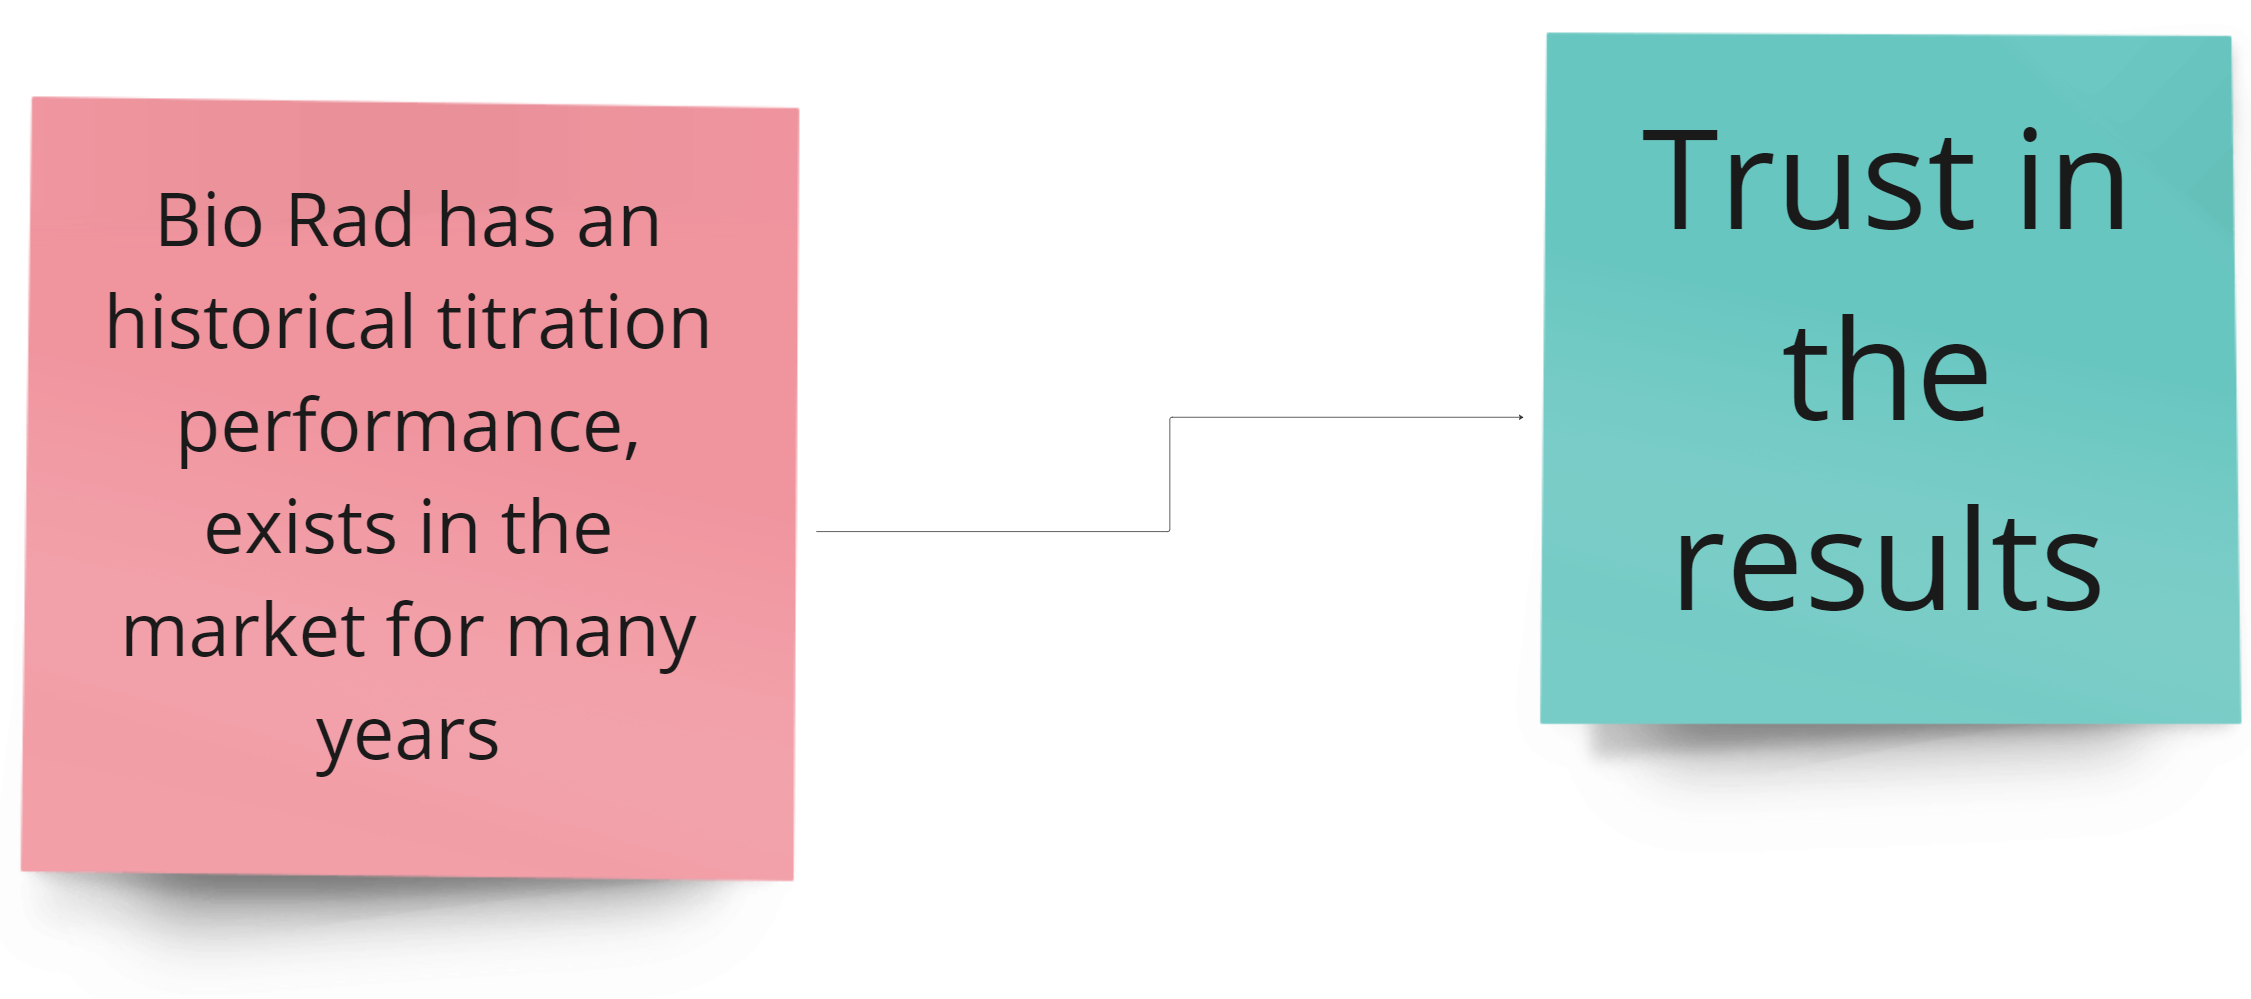 Bio Rad has an
historical titration
performance,
exists in the
market for many
years
Trust in
the
results